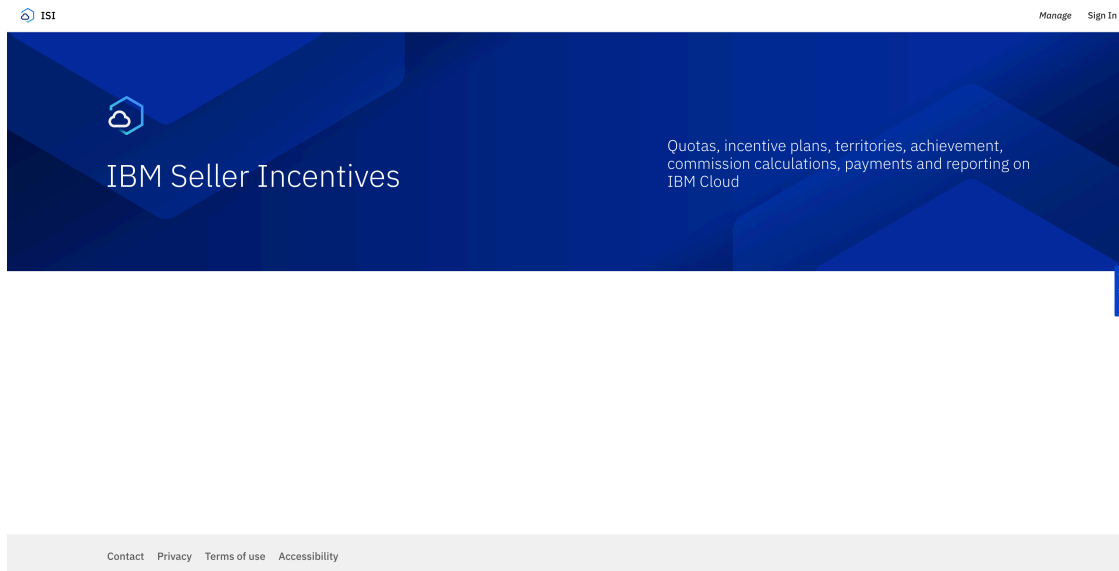 ISI
Manage Sign In
IBM Seller Incentives
Quotas, incentive plans, territories, achievement,
commission calculations, payments and reporting on
IBM Cloud
Contact Privacy Terms of use Accessibility